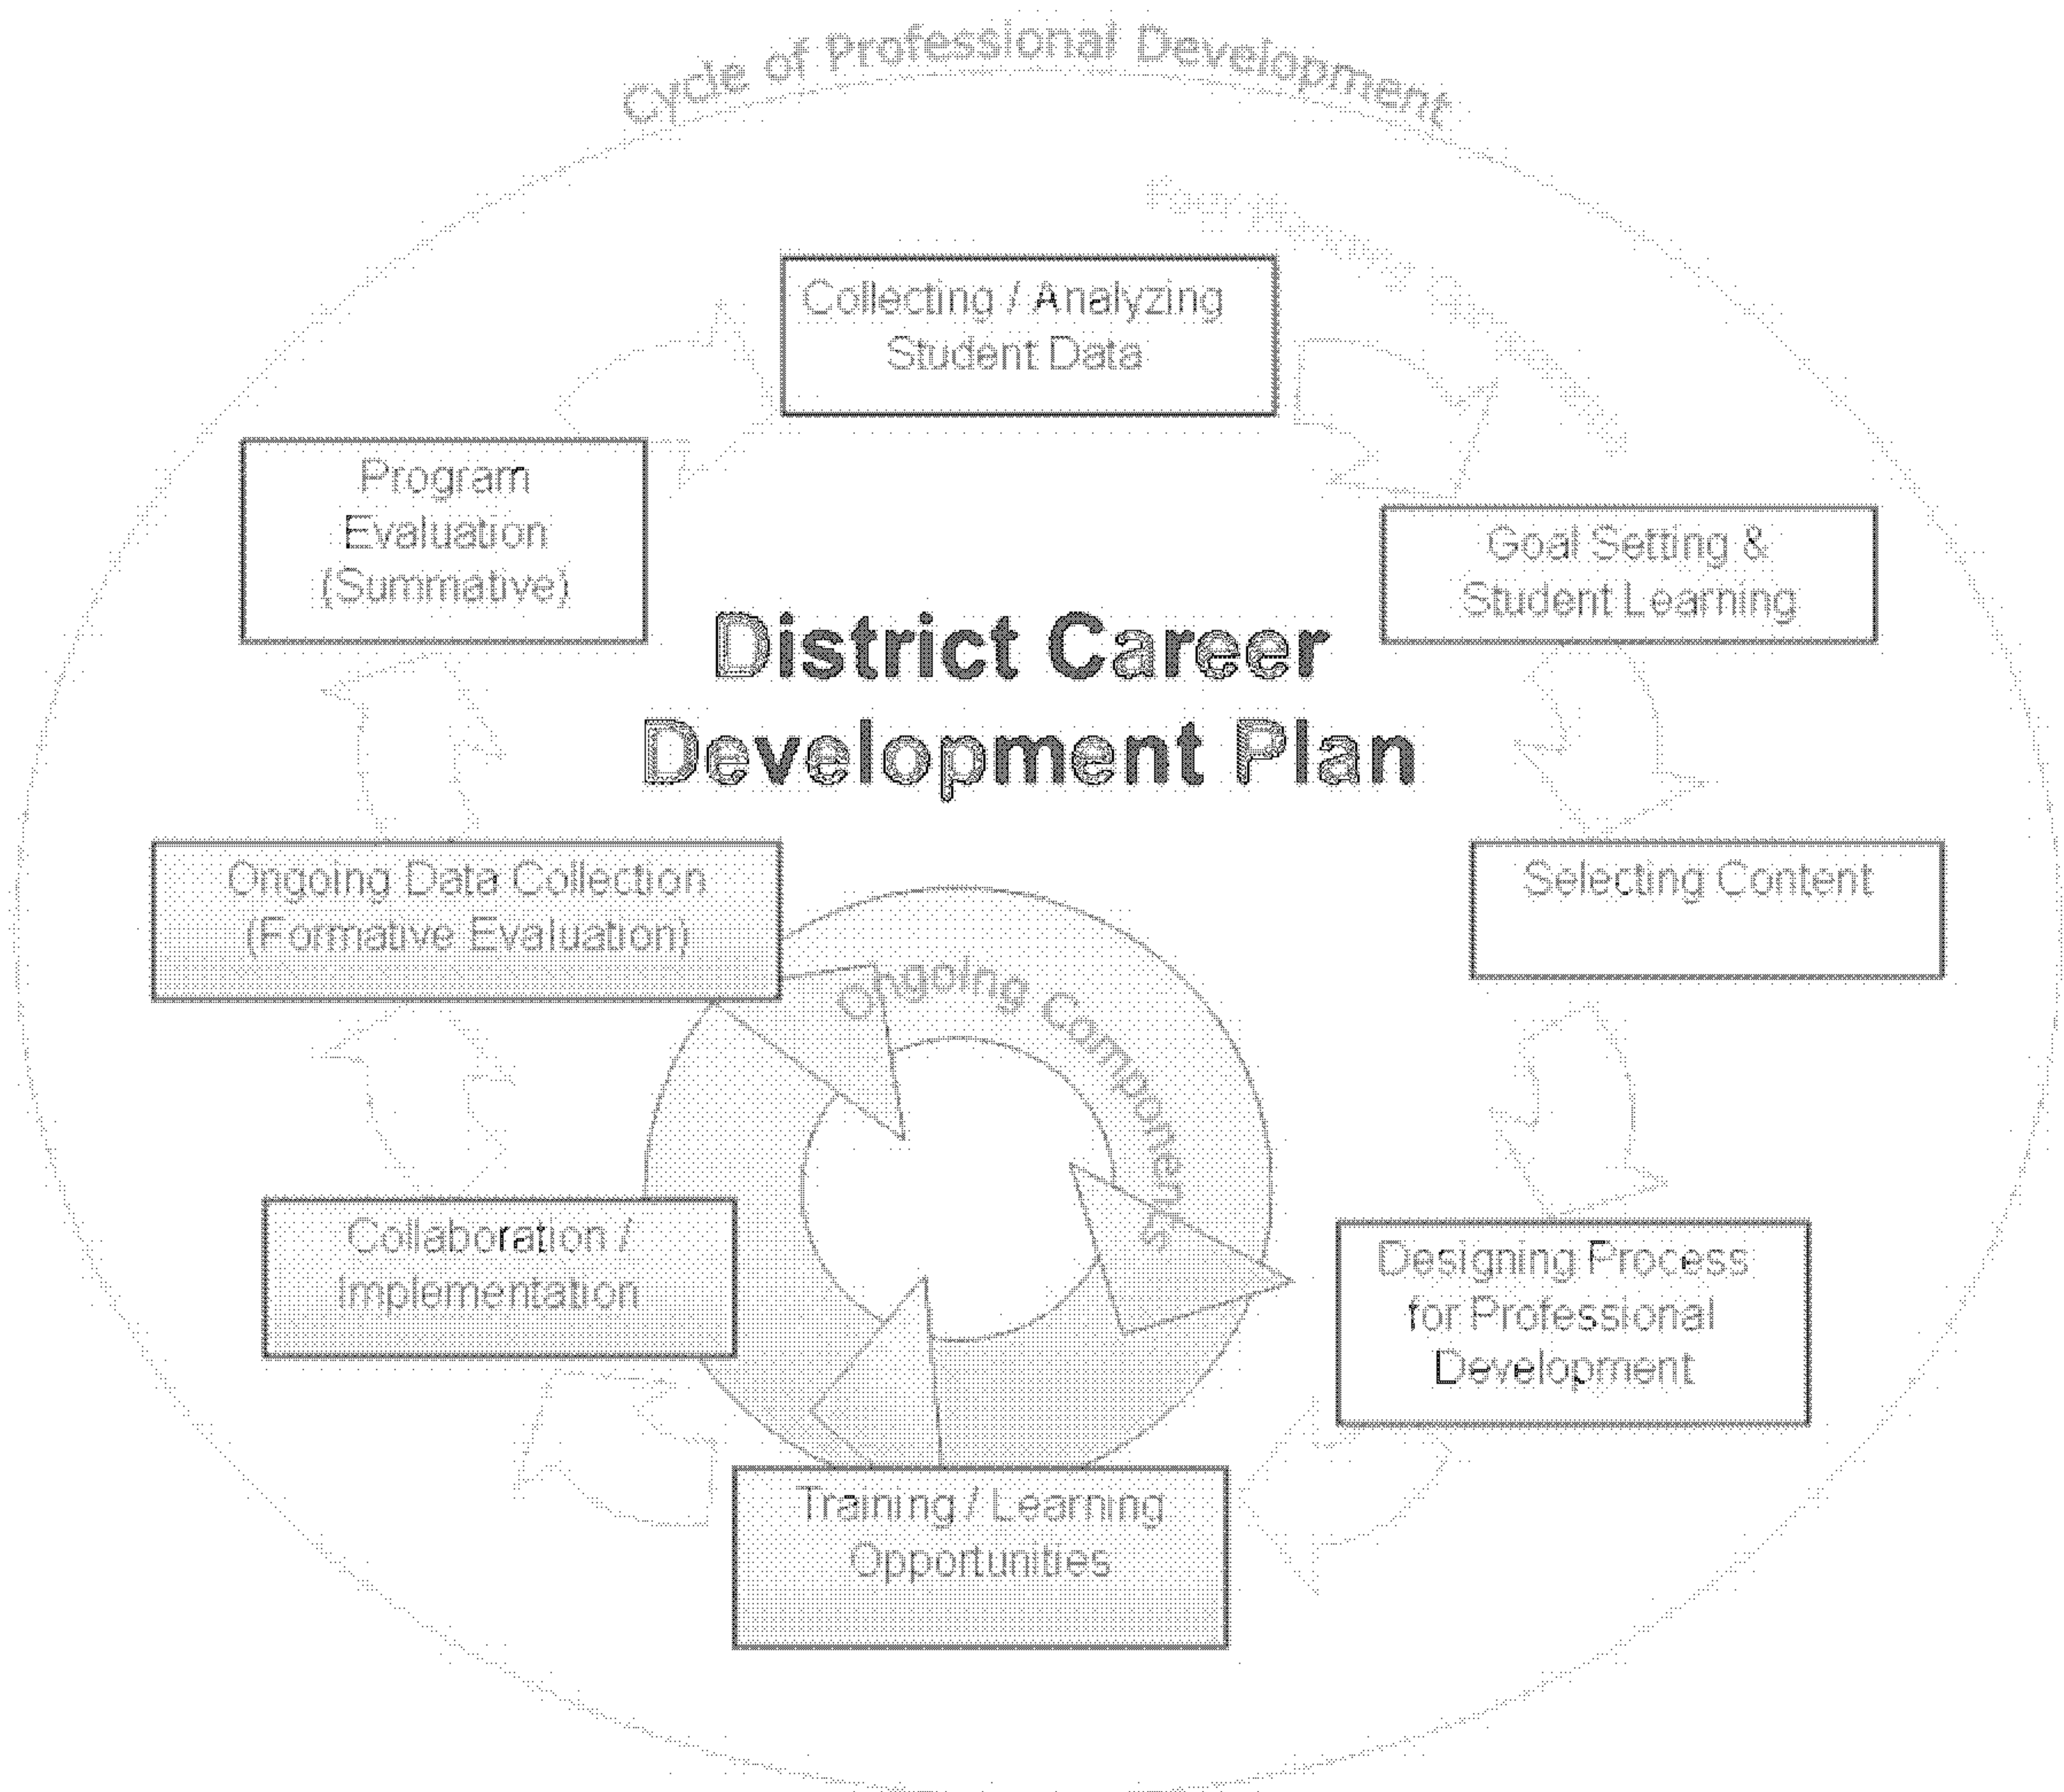 Cycle of Professional Development
Collecting / Analyzing
Student Data
Program
Evaluation
(Summative)
Goal Setting &
Student Learning
District Career
Development Plan
Ongoing Data Collection
(Formative Evaluation)
Selecting Content
Ongoing Components
Collaboration /
Implementation
Designing Process
for Professional
Development
Training / Learning
Opportunities